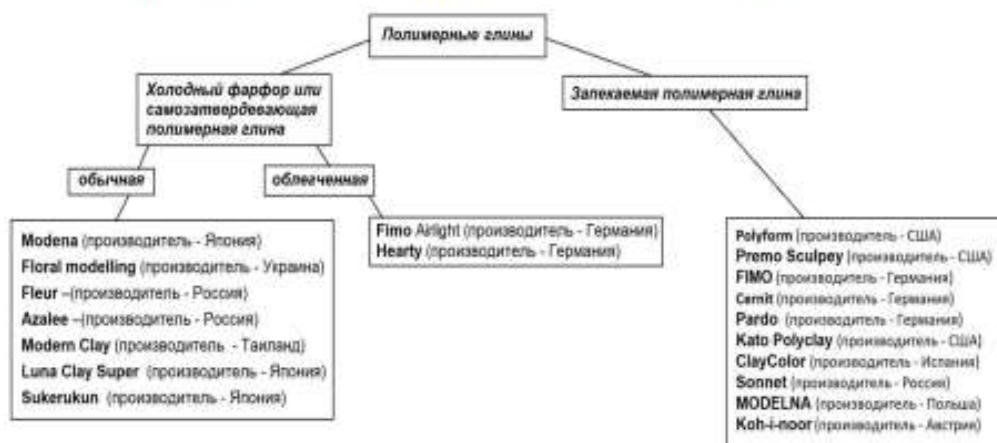 Полимерные глины
Холодный фарфор или
самозатвердевающая
полимерная глина
Запекаемая полимерная глина
обычная
облегченная
Modena (производитель - Япония)
Floral modelling (производитель - Украина)
Fleur –(производитель - Россия)
Azalee –(производитель - Россия)
Modern Clay (производитель - Таиланд)
Luna Clay Super (производитель - Япония)
Sukerukun (производитель - Япония)
Fimo Airlight (производитель - Германия)
Hearty (производитель - Германия)
Polyform (производитель - США)
Premo Sculpey (производитель - США)
FIMO (производитель - Германия)
Cernit (производитель - Германия)
Pardo (производитель - Германия)
Kato Polyclay (производитель - США)
ClayColor (производитель - Испания)
Sonnet (производитель - Россия)
MODELNA (производитель - Польша)
Koh-i-noor (производитель - Австрия)